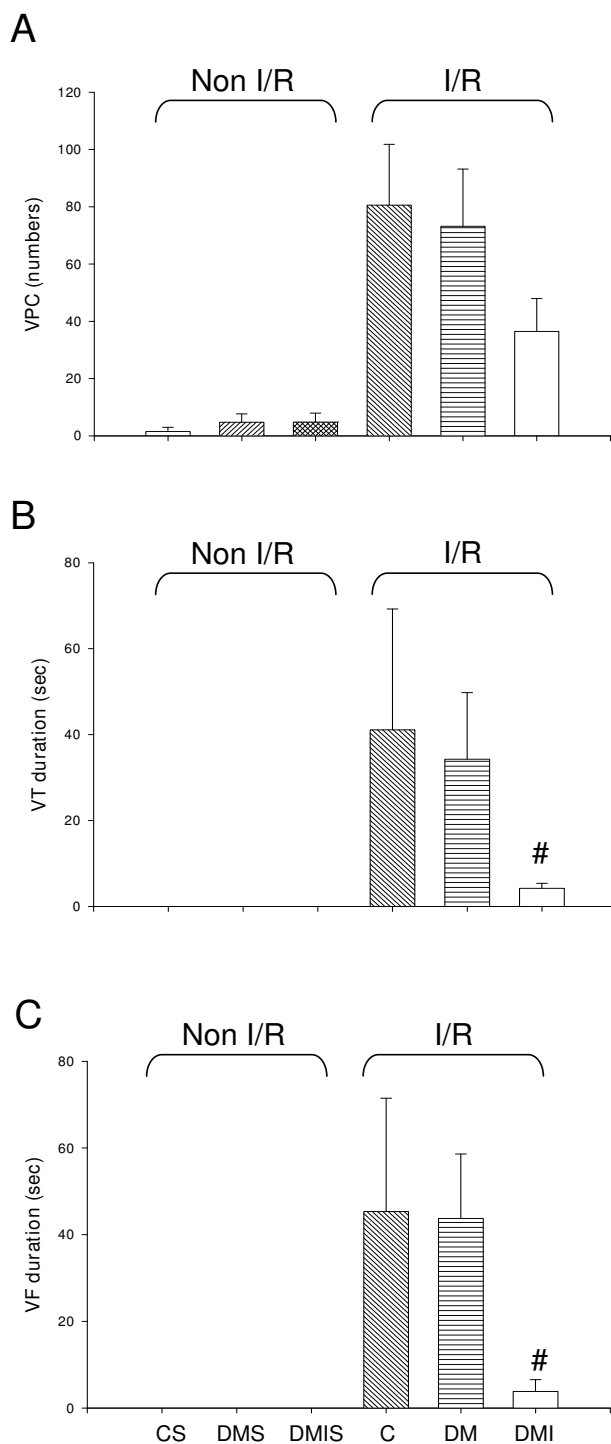 A
Non I/R I/R
120
100
80
60
40
20
0
VPC (numbers)
B
Non I/R I/R
80
60
40
20
0
VT duration (sec)
#
C
Non I/R I/R
80
60
40
20
0
VF duration (sec)
#
CS DMS DMIS C DM DMI